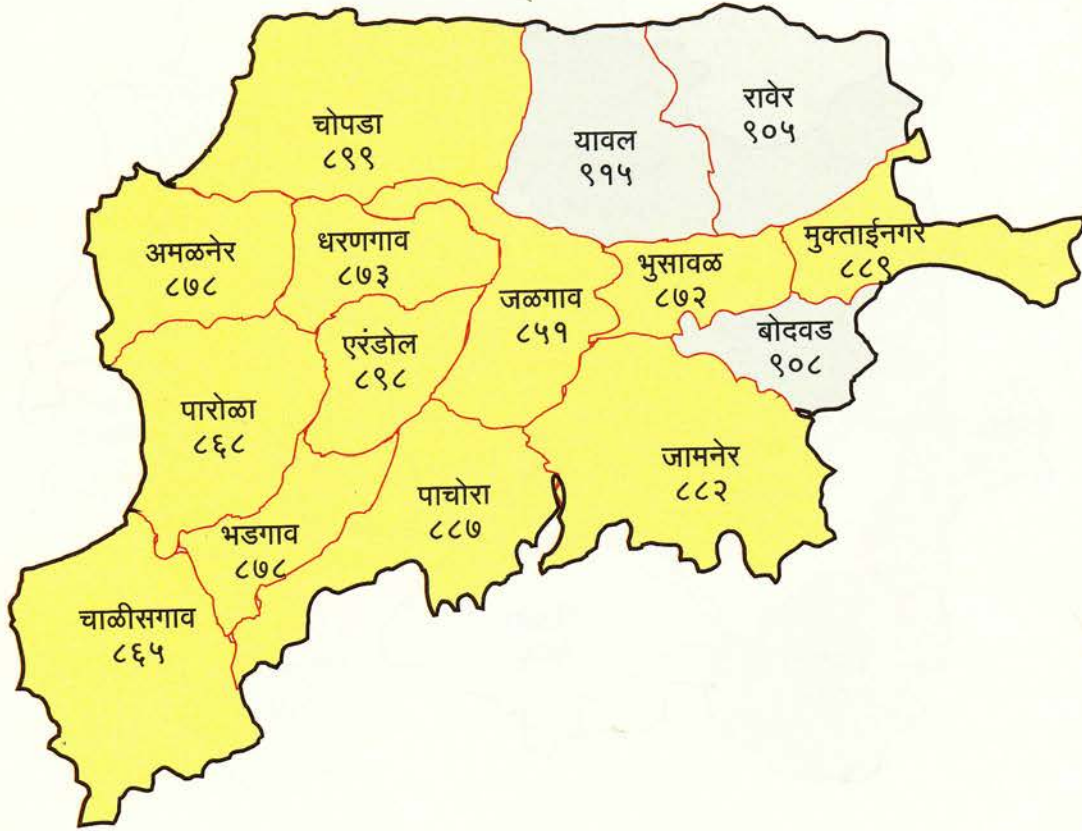 चोपडा
८९९
यावल
९१५
रावेर
९०५
अमळनेर
८७८
धरणगाव
८७३
जळगाव
८५१
भुसावळ
८७२
मुक्ताईनगर
८८९
एरंडोल
८९८
बोदवड
९०८
पारोळा
८६८
जामनेर
८८२
पाचोरा
८८७
भडगाव
८७८
चाळीसगाव
८६५